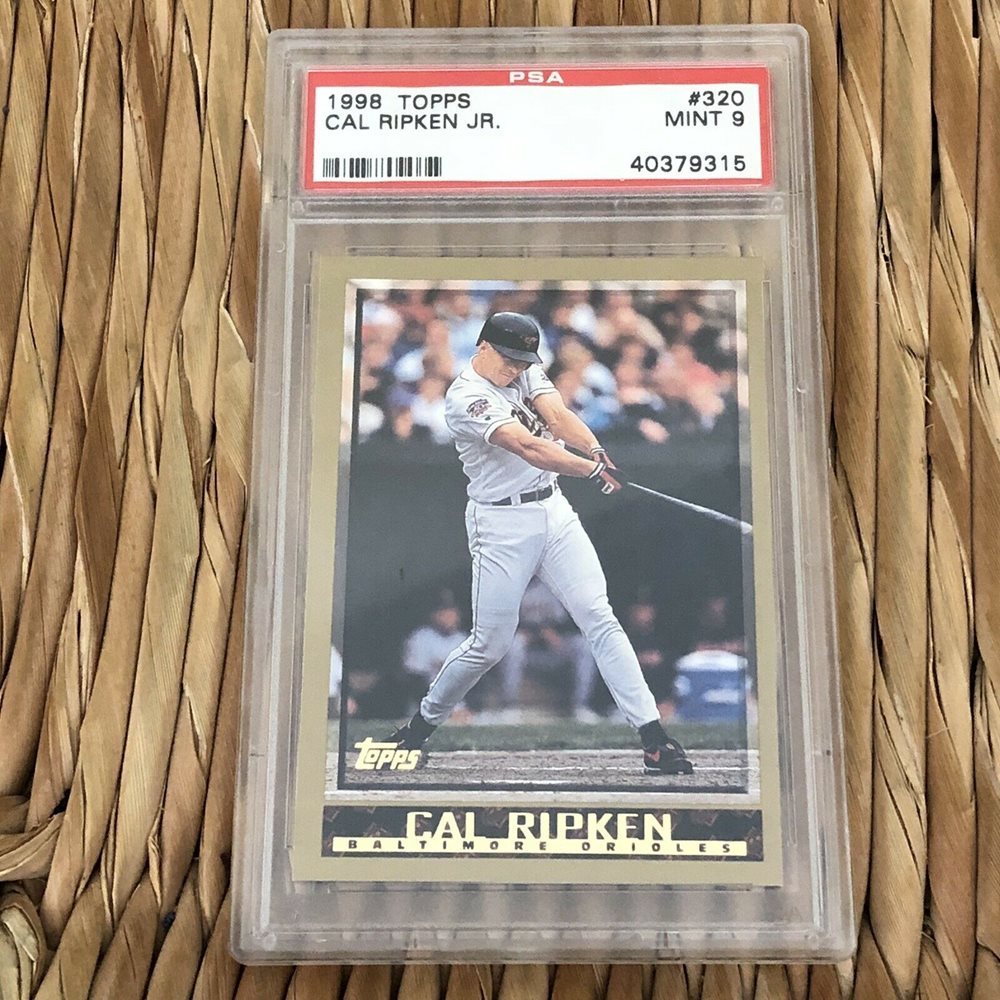 PSA
1998 TOPPS #320
CAL RIPKEN JR. MINT 9
40379315
TOPPS
CAL RIPKEN
BALTIMORE ORIOLES